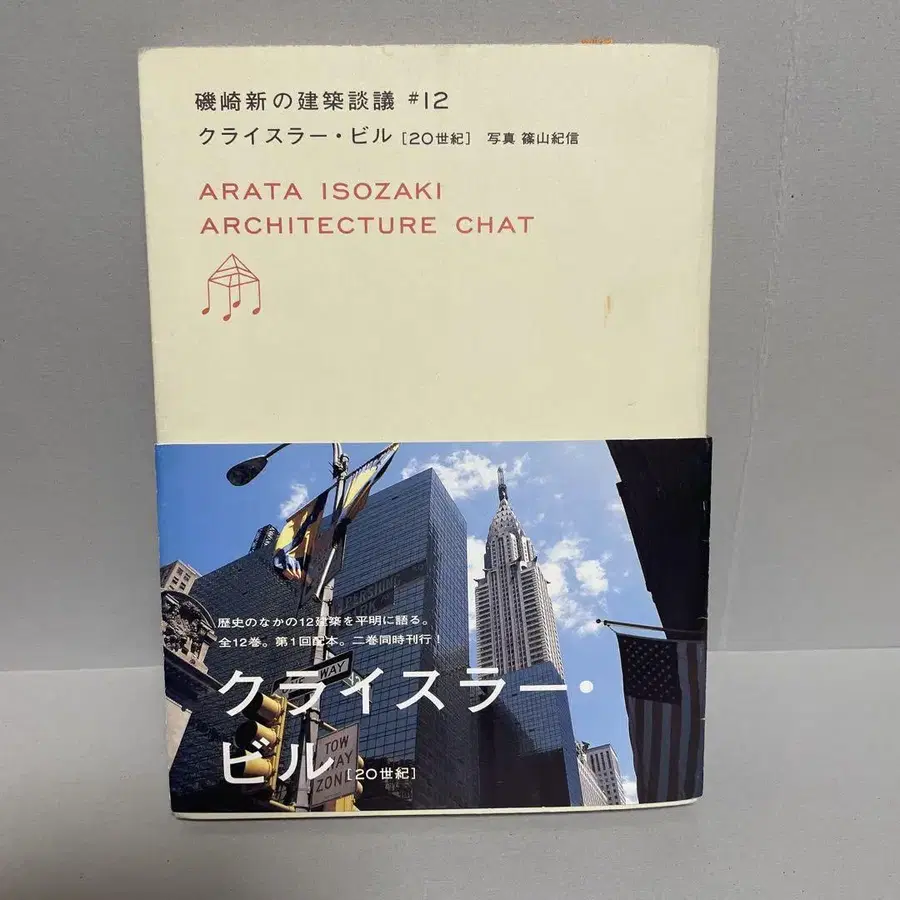 磯崎新の建築談議 #12
クライスラー・ビル [20世紀] 写真 篠山紀信
ARATA ISOZAKI
ARCHITECTURE CHAT
PERSHING
歴史のなかの12建築を平明に語る。
全12巻。第1回配本。二巻同時刊行!
WAY
クライスラー・
ビル [20世紀]
TOW
AWAY
ZONE